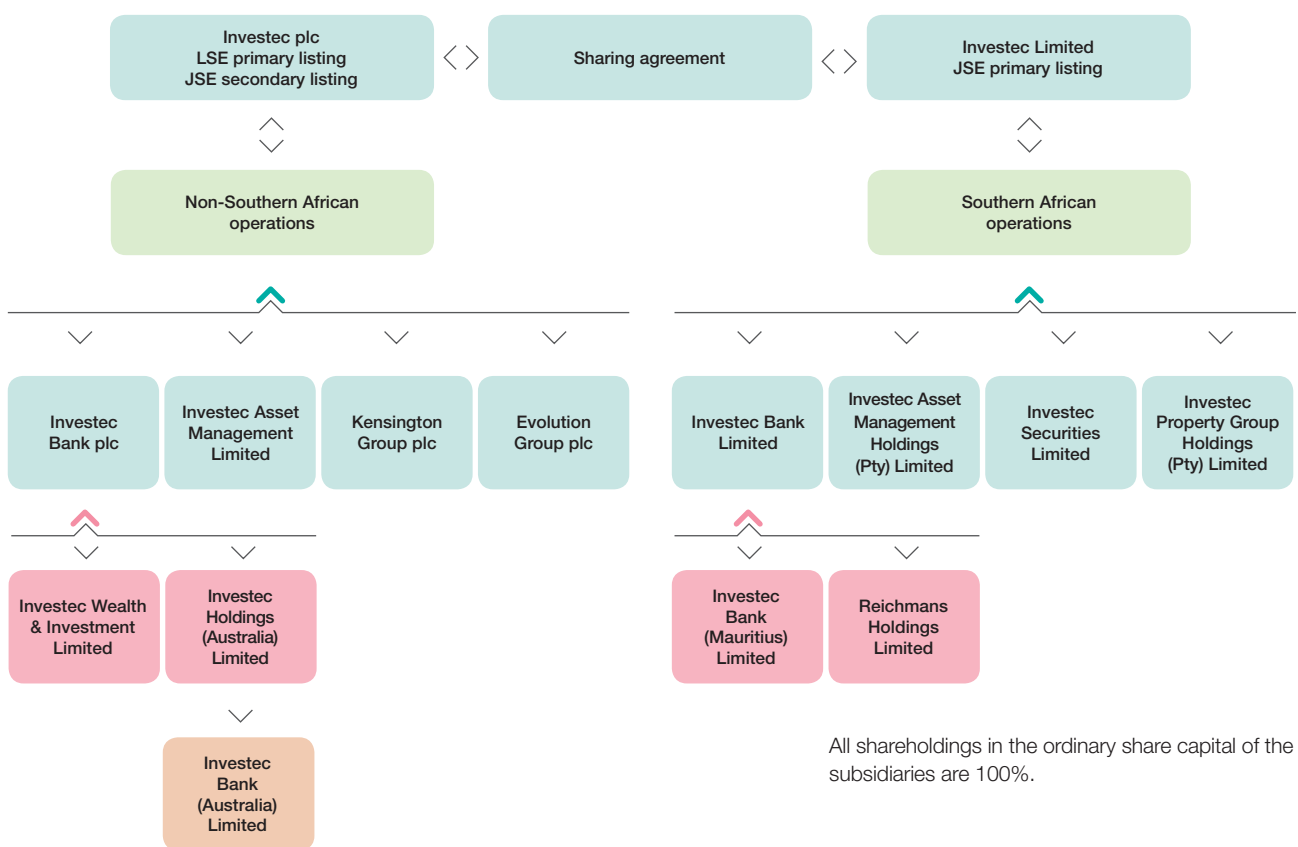 Investec plc
LSE primary listing
JSE secondary listing
Sharing agreement
Investec Limited
JSE primary listing
Non-Southern African
operations
Southern African
operations
Investec
Bank plc
Investec Asset
Management
Limited
Kensington
Group plc
Evolution
Group plc
Investec Bank
Limited
Investec Asset
Management
Holdings
(Pty) Limited
Investec
Securities
Limited
Investec
Property Group
Holdings
(Pty) Limited
Investec Wealth
& Investment
Limited
Investec
Holdings
(Australia)
Limited
Investec
Bank
(Mauritius)
Limited
Reichmans
Holdings
Limited
Investec
Bank
(Australia)
Limited
All shareholdings in the ordinary share capital of the
subsidiaries are 100%.